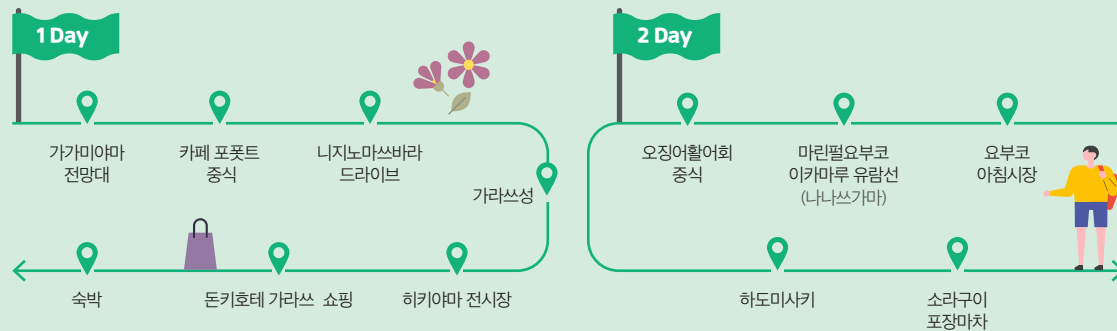 1 Day
가가미야마
전망대
카페 포퐛트
중식
니지노마쓰바라
드라이브
가라쓰성
히키야마 전시장
돈키호테 가라쓰 쇼핑
숙박
2 Day
요부코
아침시장
마린펄요부코
이카마루 유람선
(나나쓰가마)
오징어활어회
중식
하도미사키
소라구이
포장마차